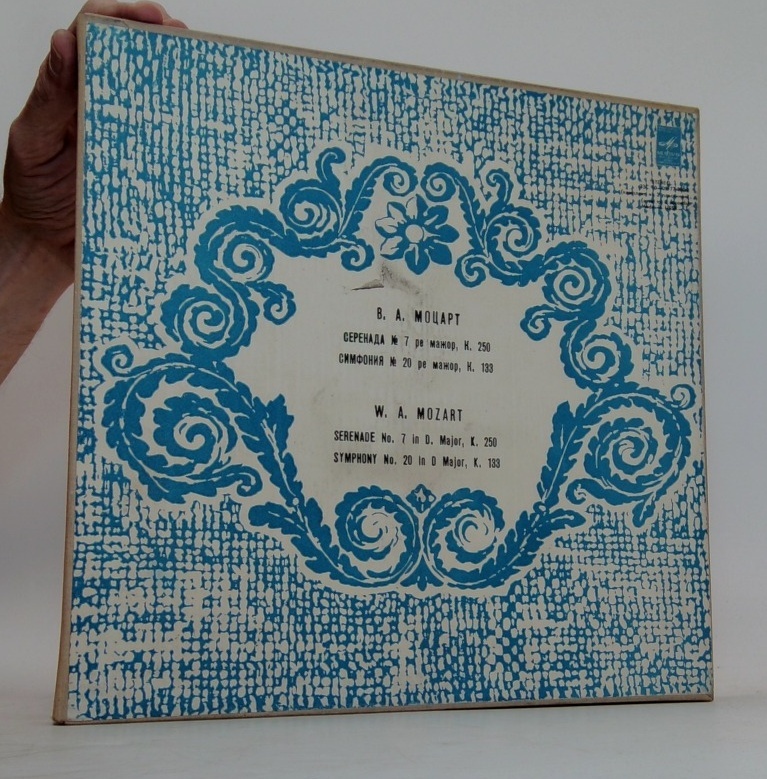 В. А. МОЦАРТ
СЕРЕНАДА № 7 ре мажор, К. 250
СИМФОНИЯ № 20 ре мажор, К. 133
W. A. MOZART
SERENADE No. 7 in D. Major, K. 250
SYMPHONY No. 20 in D Major, K. 133